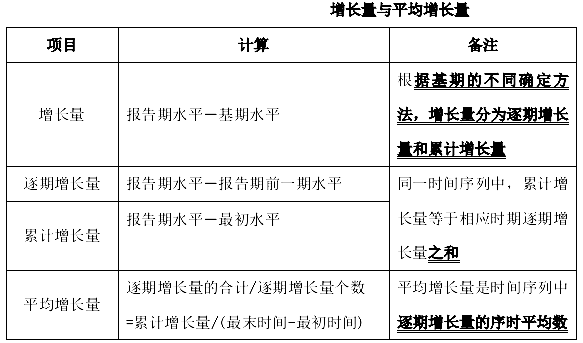 增长量与平均增长量
项目 计算 备注
增长量 报告期水平－基期水平 根据基期的不同确定方
法，增长量分为逐期增长
量和累计增长量
逐期增长量 报告期水平－报告期前一期水平 同一时间序列中，累计增
长量等于相应时期逐期增
长量之和
累计增长量 报告期水平－最初水平
平均增长量 逐期增长量的合计/逐期增长量个数
=累计增长量/(最末时间-最初时间)
平均增长量是时间序列中
逐期增长量的序时平均数